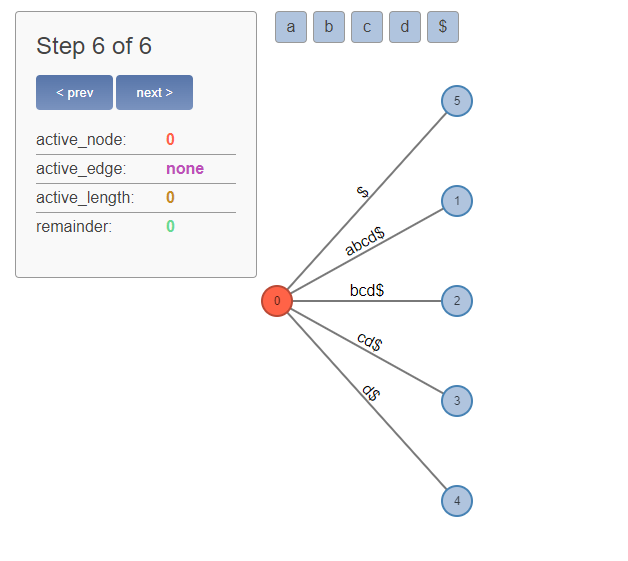 Step 6 of 6
< prev next >
active_node: 0
active_edge: none
active_length: 0
remainder: 0
a b c d $
5
$
1
abcd$
0 bcd$ 2
cd$
3
d$
4